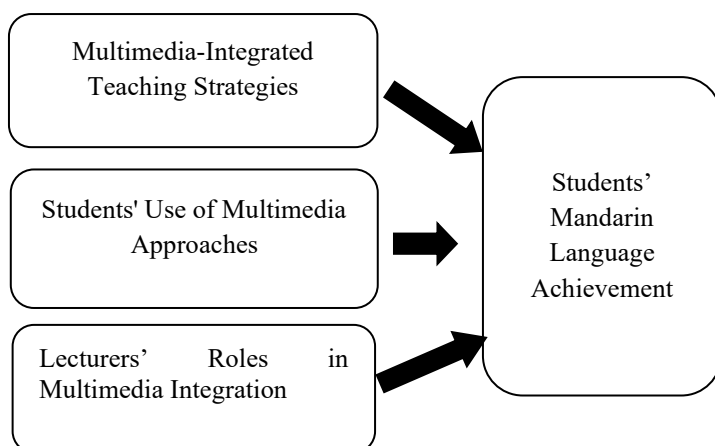 Multimedia-Integrated
Teaching Strategies
Students' Use of Multimedia
Approaches
Lecturers’ Roles in
Multimedia Integration
Students’
Mandarin
Language
Achievement